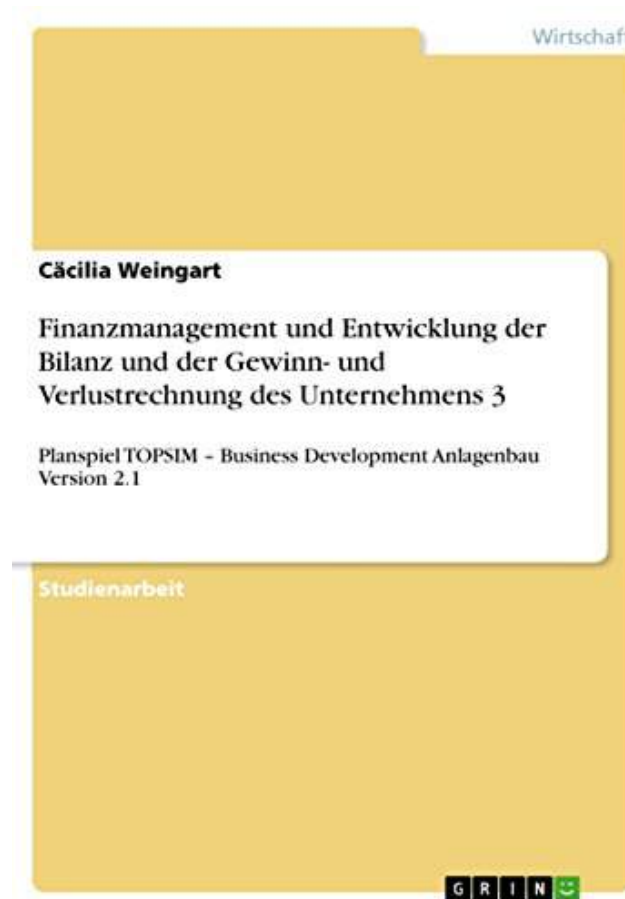 Wirtschaft
Cäcilia Weingart
Finanzmanagement und Entwicklung der
Bilanz und der Gewinn- und
Verlustrechnung des Unternehmens 3
Planspiel TOPSIM – Business Development Anlagenbau
Version 2.1
Studienarbeit
GRIN